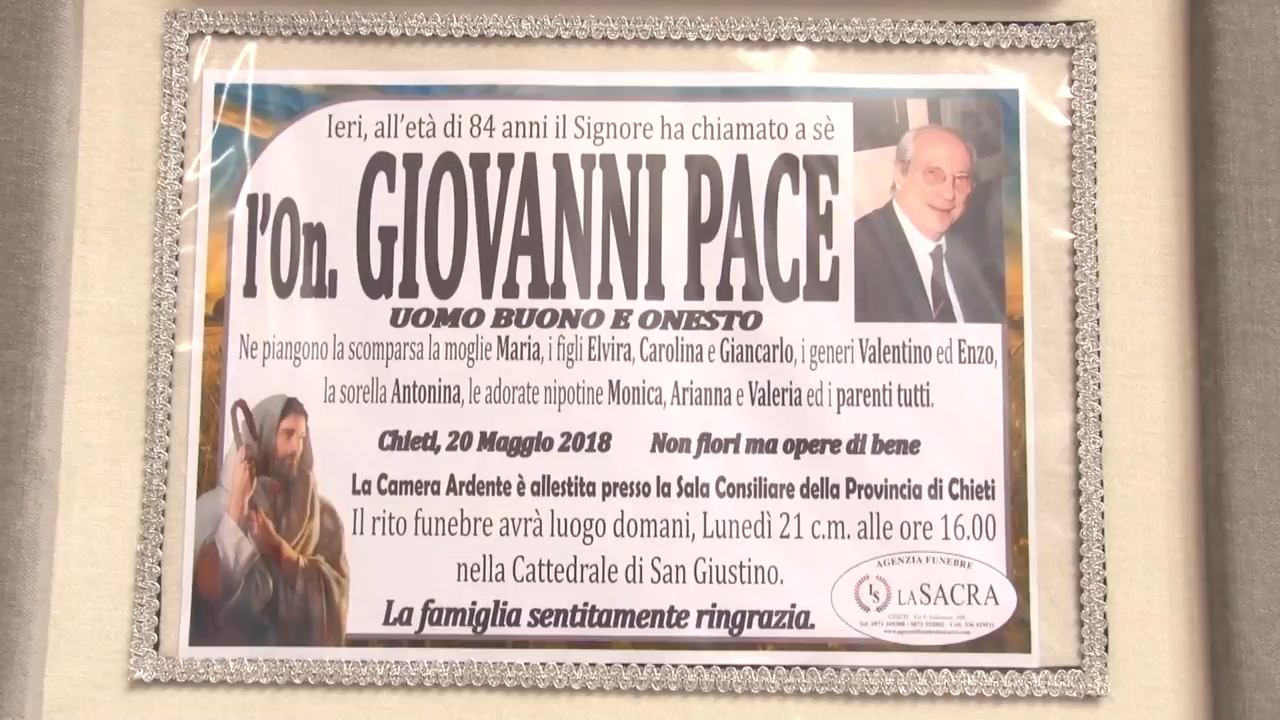 Ieri, all'età di 84 anni il Signore ha chiamato a sè
l'On. GIOVANNI PACE
UOMO BUONO E ONESTO
Ne piangono la scomparsa la moglie Maria, i figli Elvira, Carolina e Giancarlo, i generi Valentino ed Enzo,
la sorella Antonina, le adorate nipotine Monica, Arianna e Valeria ed i parenti tutti.
Chieti, 20 Maggio 2018 Non fiori ma opere di bene
La Camera Ardente è allestita presso la Sala Consiliare della Provincia di Chieti
Il rito funebre avrà luogo domani, Lunedì 21 c.m. alle ore 16.00
nella Cattedrale di San Giustino.
La famiglia sentitamente ringrazia.
AGENZIA FUNEBRE
LS LA SACRA
CHIETI